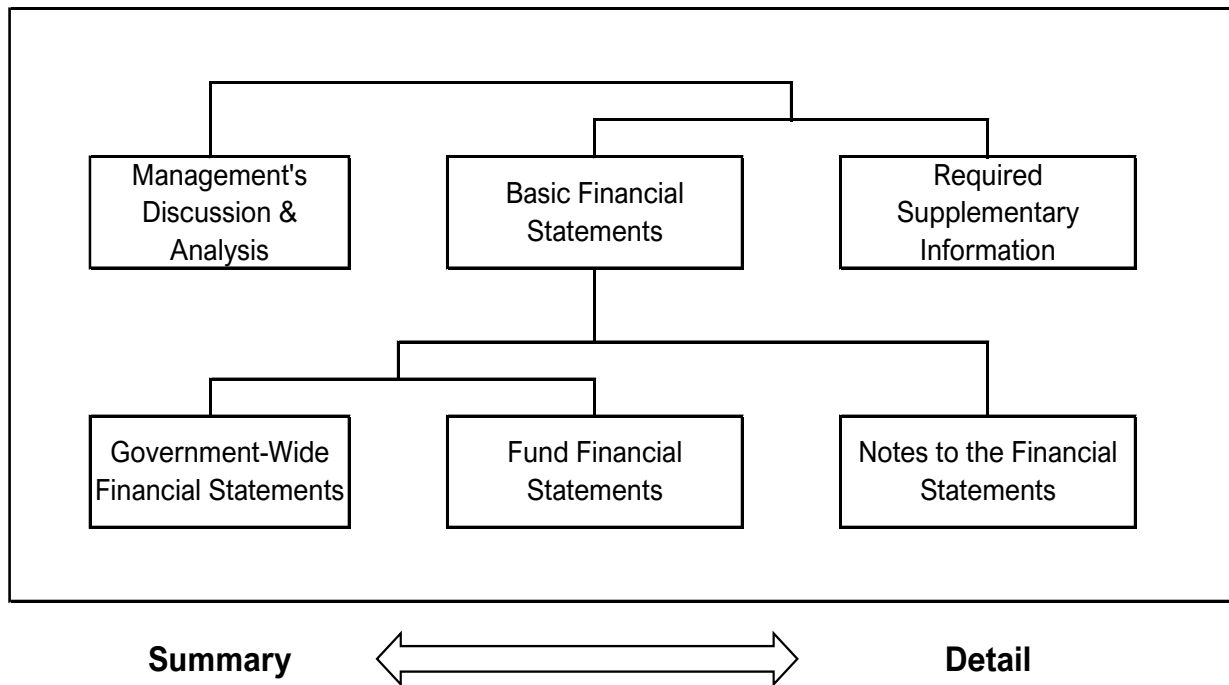 Management's
Discussion &
Analysis
Basic Financial
Statements
Required
Supplementary
Information
Government-Wide
Financial Statements
Fund Financial
Statements
Notes to the Financial
Statements
Summary
Detail